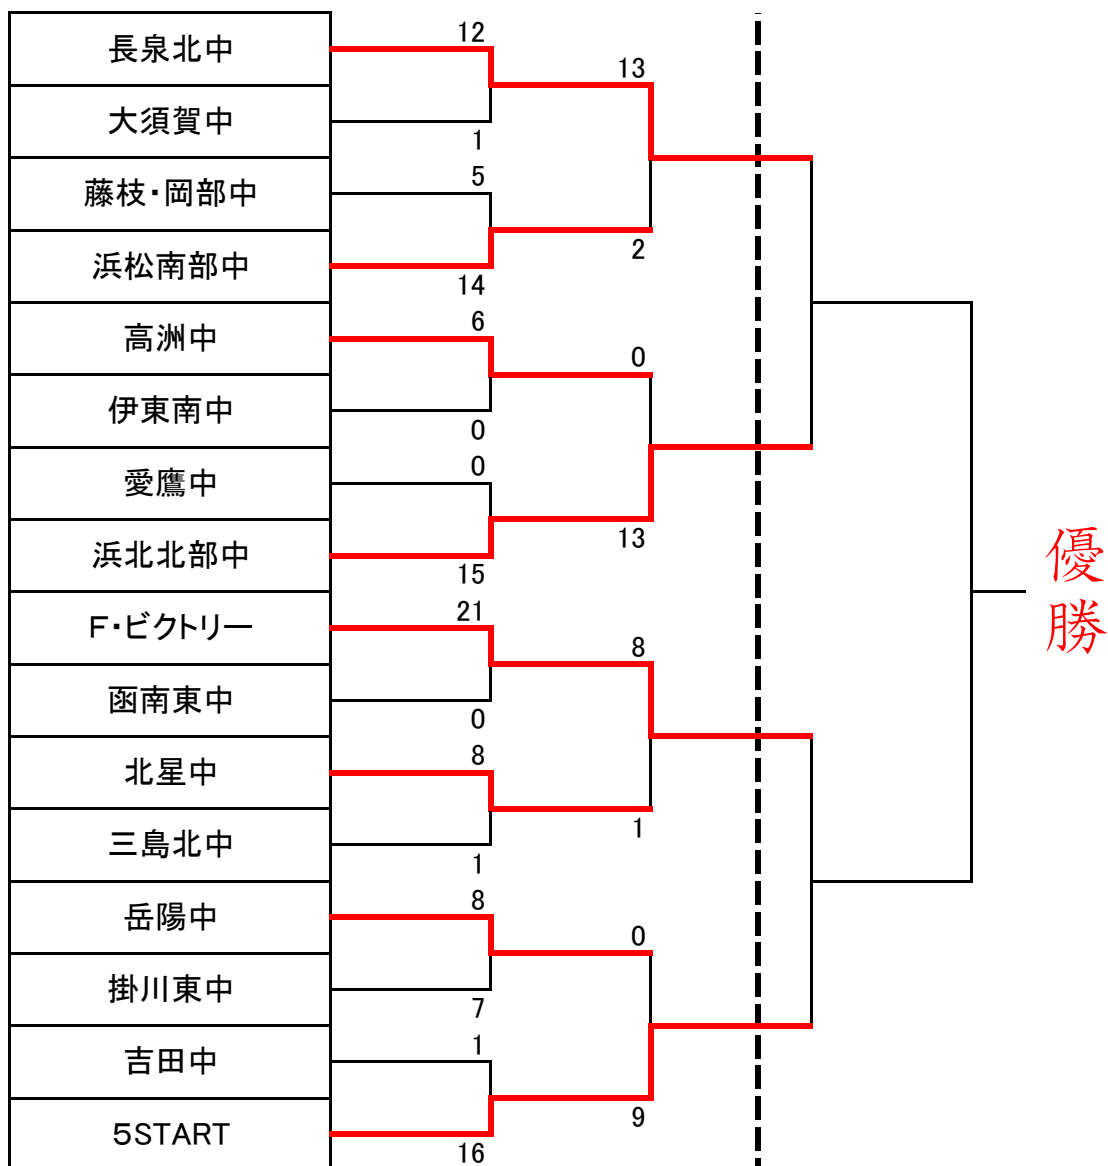 長泉北中
大須賀中
藤枝・岡部中
浜松南部中
高洲中
伊東南中
愛鷹中
浜北北部中
F・ビクトリー
函南東中
北星中
三島北中
岳陽中
掛川東中
吉田中
5START
12
1
5
14
6
0
0
15
21
0
8
1
8
7
1
16
13
2
0
13
8
1
0
9
優
勝